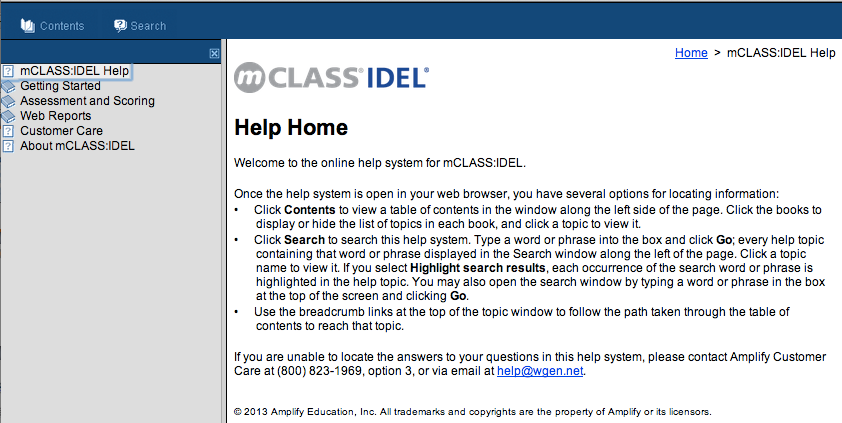 Contents
Search
mCLASS:IDEL Help
Getting Started
Assessment and Scoring
Web Reports
Customer Care
About mCLASS:IDEL
Home > mCLASS:IDEL Help
mCLASS® IDEL®
Help Home
Welcome to the online help system for mCLASS:IDEL.
Once the help system is open in your web browser, you have several options for locating information:
• Click Contents to view a table of contents in the window along the left side of the page. Click the books to
display or hide the list of topics in each book, and click a topic to view it.
• Click Search to search this help system. Type a word or phrase into the box and click Go; every help topic
containing that word or phrase displayed in the Search window along the left of the page. Click a topic
name to view it. If you select Highlight search results, each occurrence of the search word or phrase is
highlighted in the help topic. You may also open the search window by typing a word or phrase in the box
at the top of the screen and clicking Go.
• Use the breadcrumb links at the top of the topic window to follow the path taken through the table of
contents to reach that topic.
If you are unable to locate the answers to your questions in this help system, please contact Amplify Customer
Care at (800) 823-1969, option 3, or via email at help@wgen.net.
© 2013 Amplify Education, Inc. All trademarks and copyrights are the property of Amplify or its licensors.